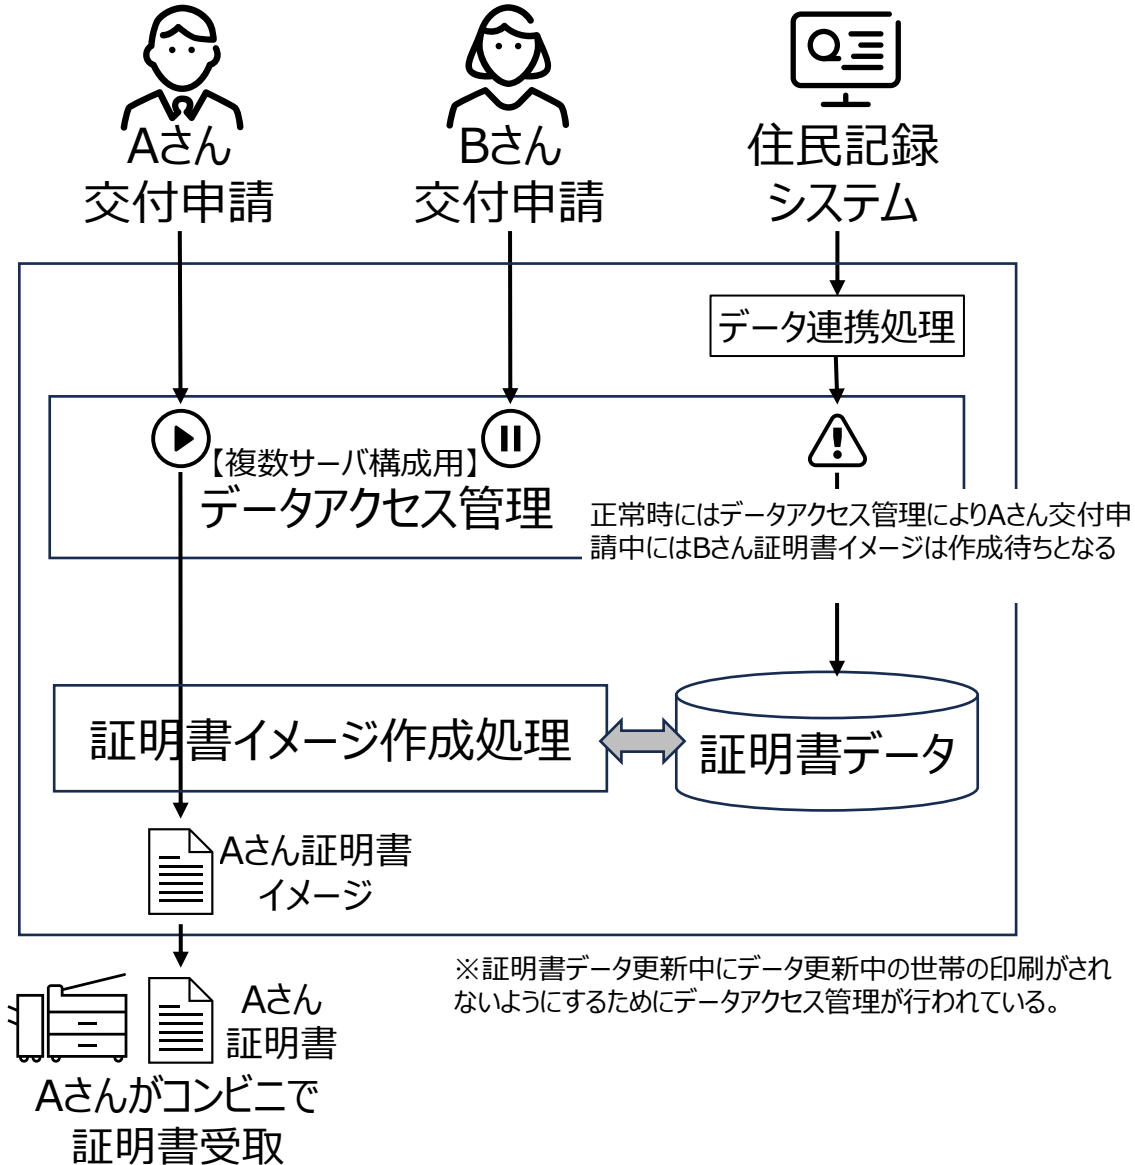 Aさん
交付申請
Bさん
交付申請
住民記録
システム
データ連携処理
【複数サーバ構成用】
データアクセス管理
正常時にはデータアクセス管理によりAさん交付申
請中にはBさん証明書イメージは作成待ちとなる
証明書イメージ作成処理
証明書データ
Aさん証明書
イメージ
※証明書データ更新中にデータ更新中の世帯の印刷がされ
ないようにするためにデータアクセス管理が行われている。
Aさん
証明書
Aさんがコンビニで
証明書受取